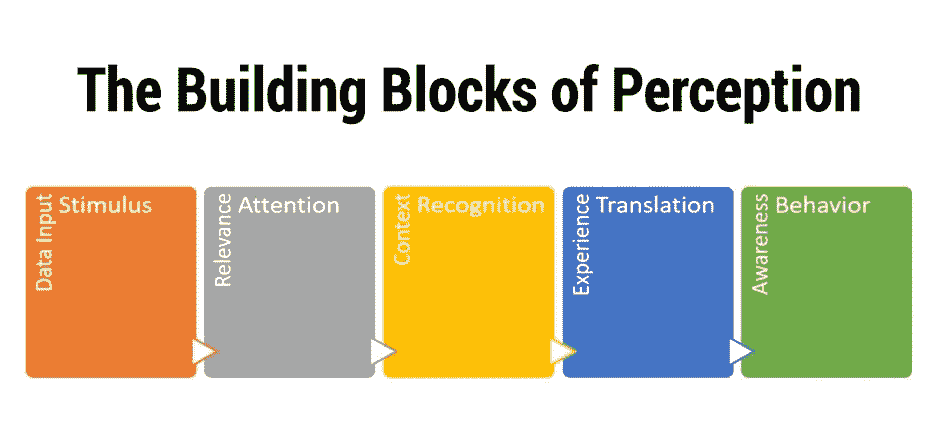 The Building Blocks of Perception
Data Input
Stimulus
Relevance
Attention
Context
Recognition
Experience
Translation
Awareness
Behavior